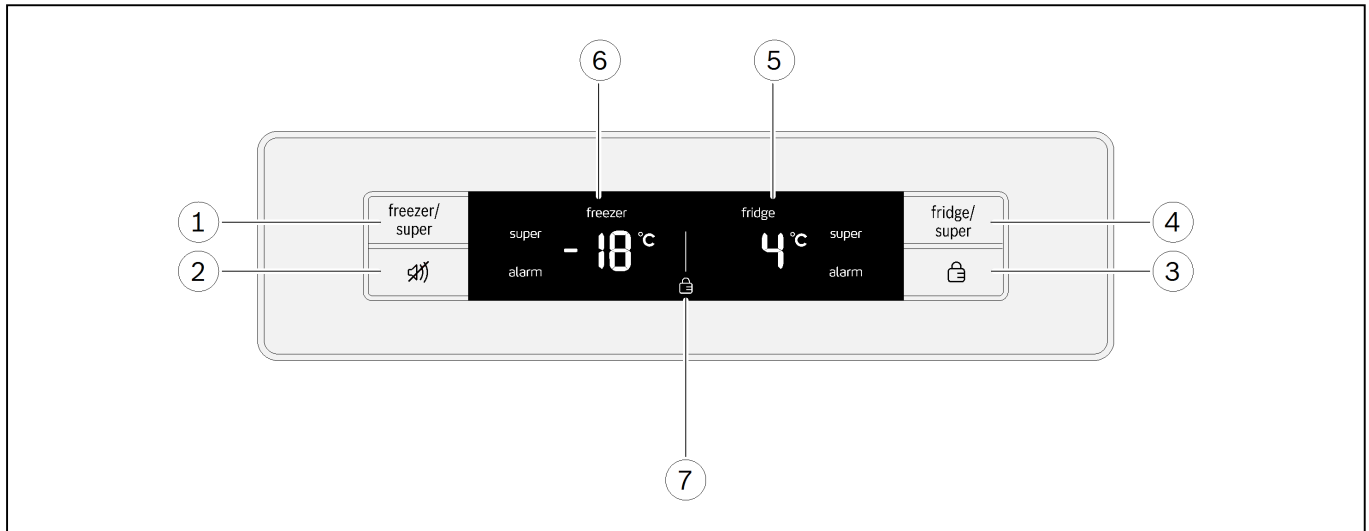 6
5
freezer/
super
freezer
fridge
fridge/
super
1
super
- 18 °C
4 °C
super
4
2
alarm
alarm
3
7